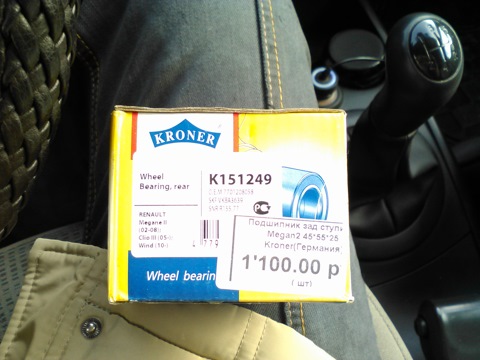 KRONER
Wheel
Bearing, rear
K151249
RENAULT
Megane II
(02-08)
Clio III (05-)
Wind (10-)
Wheel bearing
Подшипник зад ступ
Megan2.45*55*25
Kroner(Германия)
1'100.00 р
( шт)